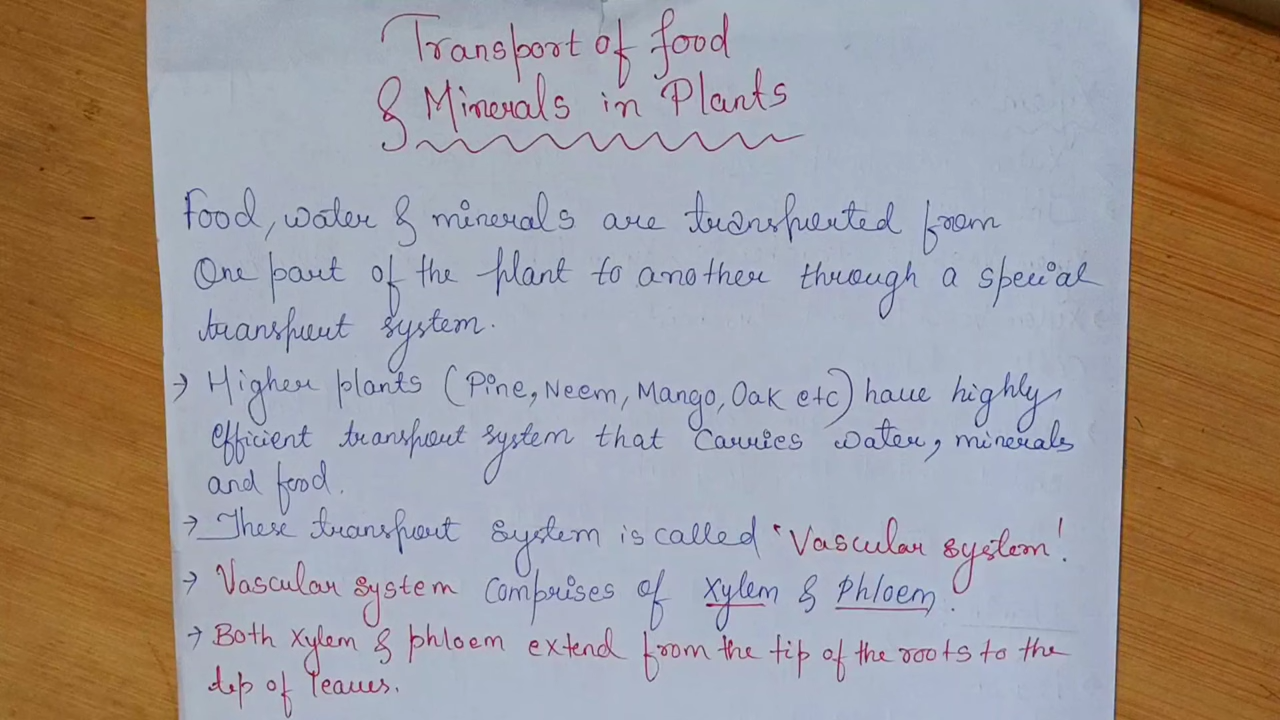 Transport of food
& Minerals in Plants
Food, water & minerals are transported from
One part of the plant to another through a special
transport system.
→ Higher plants (Pine, Neem, Mango, Oak etc) have highly
efficient transport system that carries water, minerals
and food.
→ These transport system is called 'Vascular system'.
→ Vascular system comprises of Xylem & Phloem.
→ Both xylem & phloem extend from the tip of the roots to the
tip of leaves.